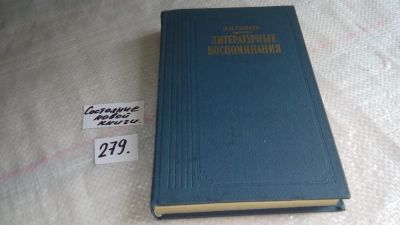 ЛИТЕРАТУРНЫЕ
ВОСПОМИНАНИЯ
Состояние
новой
книги.
279.